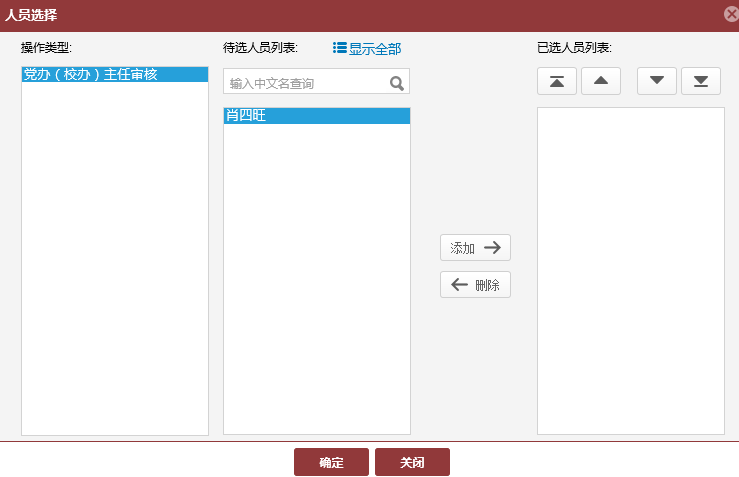 人员选择
操作类型:
待选人员列表:
显示全部
已选人员列表:
党办（校办）主任审核
输入中文名查询
肖四旺
添加
删除
确定
关闭